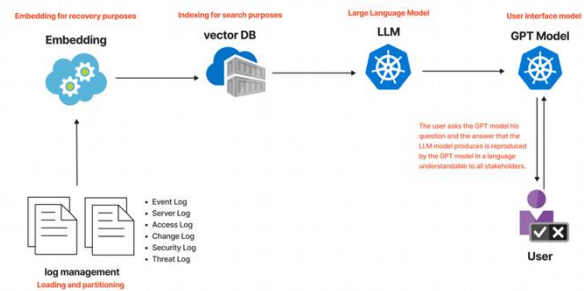 Embedding for recovery purposes
Indexing for search purposes
Large Language Model
User interface model
Embedding
vector DB
LLM
GPT Model
The user asks the GPT model his
question and the answer that the
LLM model produces is reproduced
by the GPT model in a language
understandable to all stakeholders.
• Event Log
• Server Log
• Access Log
• Change Log
• Security Log
• Threat Log
User
log management
Loading and partitioning